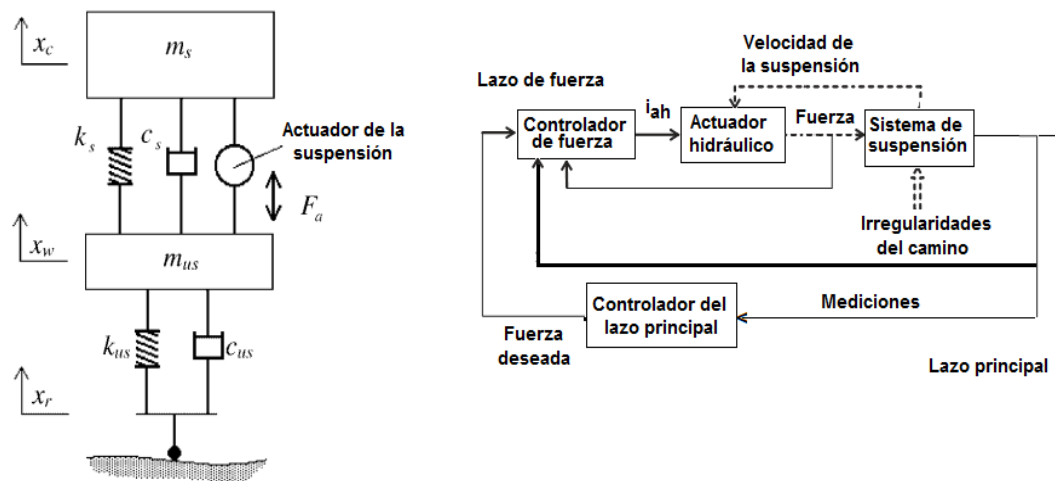 x_c
m_s
k_s
c_s
Actuador de la
suspensión
F_a
x_w
m_us
k_us
c_us
x_r
Velocidad de
la suspensión
Lazo de fuerza
Controlador
de fuerza
i_ah
Actuador
hidráulico
Fuerza
Sistema de
suspensión
Irregularidades
del camino
Controlador del
lazo principal
Mediciones
Fuerza
deseada
Lazo principal